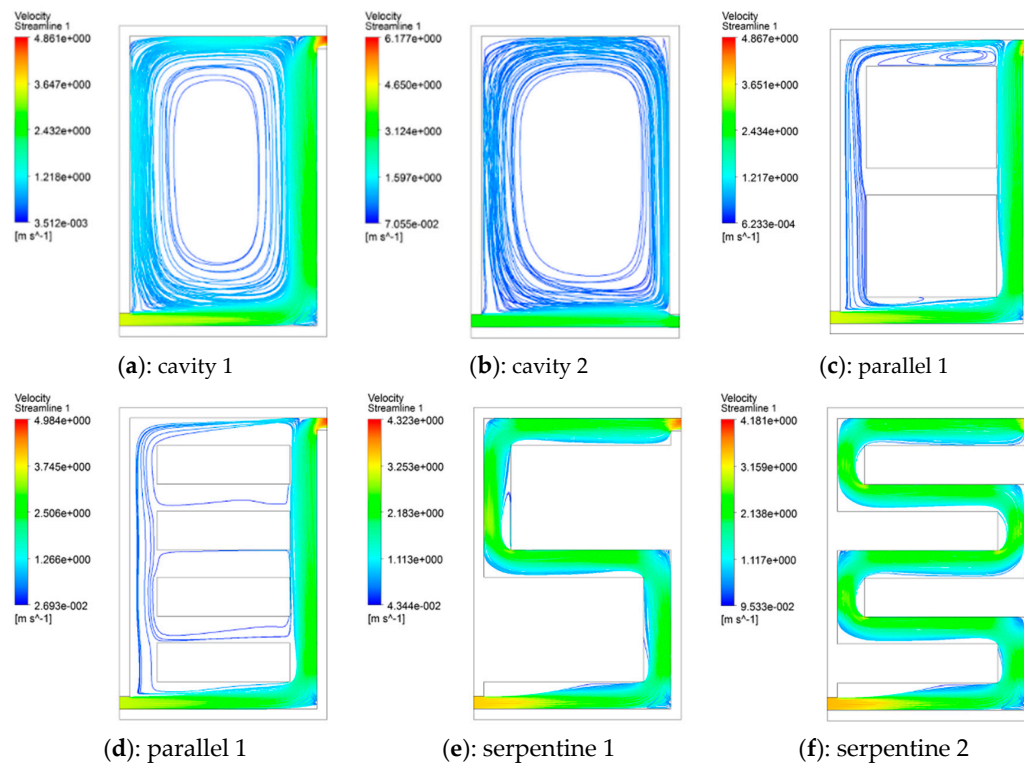 Velocity
Streamline 1
4.861e+000
3.647e+000
2.432e+000
1.218e+000
3.512e-003
[m s^-1]
(a): cavity 1
Velocity
Streamline 1
6.177e+000
4.650e+000
3.124e+000
1.597e+000
7.055e-002
[m s^-1]
(b): cavity 2
Velocity
Streamline 1
4.867e+000
3.651e+000
2.434e+000
1.217e+000
6.233e-004
[m s^-1]
(c): parallel 1
Velocity
Streamline 1
4.984e+000
3.745e+000
2.506e+000
1.266e+000
2.693e-002
[m s^-1]
(d): parallel 1
Velocity
Streamline 1
4.323e+000
3.253e+000
2.183e+000
1.113e+000
4.344e-002
[m s^-1]
(e): serpentine 1
Velocity
Streamline 1
4.181e+000
3.159e+000
2.138e+000
1.117e+000
9.533e-002
[m s^-1]
(f): serpentine 2